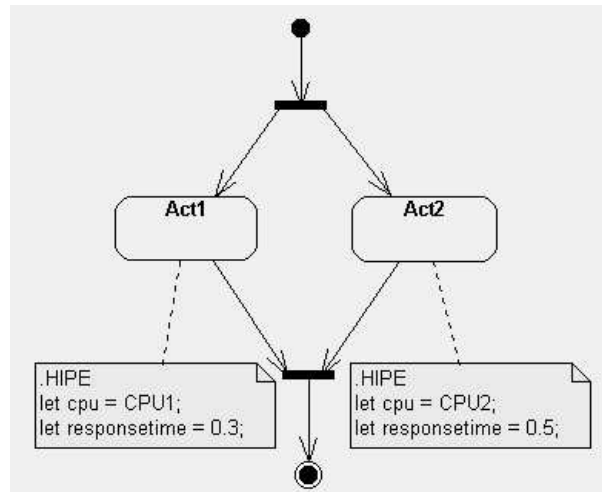 Act1
Act2
.HIPE
let cpu = CPU1;
let responsetime = 0.3;
.HIPE
let cpu = CPU2;
let responsetime = 0.5;